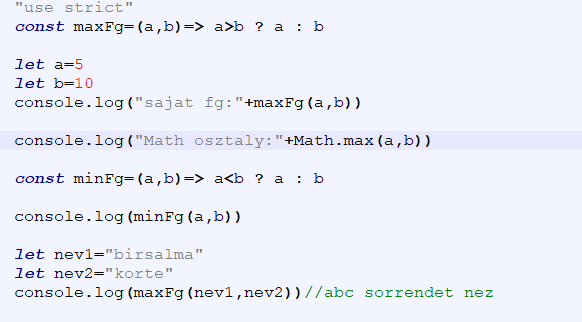 "use strict"
const maxFg=(a,b)=> a>b ? a : b
let a=5
let b=10
console.log("sajat fg:"+maxFg(a,b))
console.log("Math osztaly:"+Math.max(a,b))
const minFg=(a,b)=> a<b ? a : b
console.log(minFg(a,b))
let nev1="birsalma"
let nev2="korte"
console.log(maxFg(nev1,nev2))//abc sorrendet nez